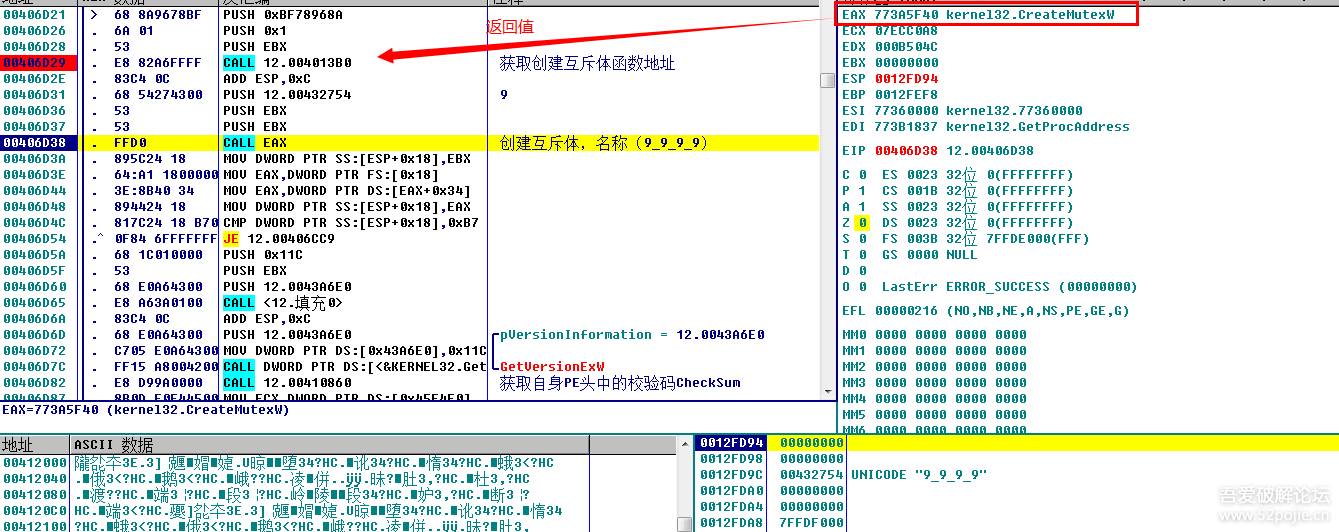 地址 数据
00406D21 > 68 8A9678BF PUSH 0xBF78968A
00406D26 . 6A 01 PUSH 0x1
00406D28 . 53 PUSH EBX
00406D29 . E8 82A6FFFF CALL 12.004013B0 获取创建互斥体函数地址
00406D2E . 83C4 0C ADD ESP,0xC
00406D31 . 68 54274300 PUSH 12.00432754 9
00406D36 . 53 PUSH EBX
00406D37 . 53 PUSH EBX
00406D38 . FFD0 CALL EAX 创建互斥体，名称（9_9_9_9）
00406D3A . 895C24 18 MOV DWORD PTR SS:[ESP+0x18],EBX
00406D3E . 64:A1 1800000 MOV EAX,DWORD PTR FS:[0x18]
00406D44 . 3E:8B40 34 MOV EAX,DWORD PTR DS:[EAX+0x34]
00406D48 . 894424 18 MOV DWORD PTR SS:[ESP+0x18],EAX
00406D4C . 817C24 18 B70 CMP DWORD PTR SS:[ESP+0x18],0xB7
00406D54 .^ 0F84 6FFFFFFF JE 12.00406CC9
00406D5A . 68 1C010000 PUSH 0x11C
00406D5F . 53 PUSH EBX
00406D60 . 68 E0A64300 PUSH 12.0043A6E0
00406D65 . E8 A63A0100 CALL <12.填充0>
00406D6A . 83C4 0C ADD ESP,0xC
00406D6D . 68 E0A64300 PUSH 12.0043A6E0 pVersionInformation = 12.0043A6E0
00406D72 . C705 E0A64300 MOV DWORD PTR DS:[0x43A6E0],0x11C
00406D7C . FF15 A8004200 CALL DWORD PTR DS:[<&KERNEL32.Get GetVersionExW
00406D82 . E8 D99A0000 CALL 12.00410860 获取自身PE头中的校验码CheckSum
返回值
EAX 773A5F40 kernel32.CreateMutexW
ECX 07ECC0A8
EDX 000B504C
EBX 00000000
ESP 0012FD94
EBP 0012FEF8
ESI 77360000 kernel32.77360000
EDI 773B1837 kernel32.GetProcAddress
EIP 00406D38 12.00406D38
C 0 ES 0023 32位 0(FFFFFFFF)
P 1 CS 001B 32位 0(FFFFFFFF)
A 1 SS 0023 32位 0(FFFFFFFF)
Z 0 DS 0023 32位 0(FFFFFFFF)
S 0 FS 003B 32位 7FFDE000(FFF)
T 0 GS 0000 NULL
D 0
O 0 LastErr ERROR_SUCCESS (00000000)
EFL 00000216 (NO,NB,NE,A,NS,PE,GE,G)
MM0 0000 0000 0000 0000
MM1 0000 0000 0000 0000
MM2 0000 0000 0000 0000
MM3 0000 0000 0000 0000
MM4 0000 0000 0000 0000
MM5 0000 0000 0000 0000
MM6 0000 0000 0000 0000
EAX=773A5F40 (kernel32.CreateMutexW)
地址 ASCII 数据
00412000
00412040
00412080
004120C0
00412100
0012FD94 00000000
0012FD98 00000000
0012FD9C 00432754 UNICODE "9_9_9_9"
0012FDA0 00000000
0012FDA4 00000000
0012FDA8 7FFDF000
吾爱破解论坛
www.52pojie.cn